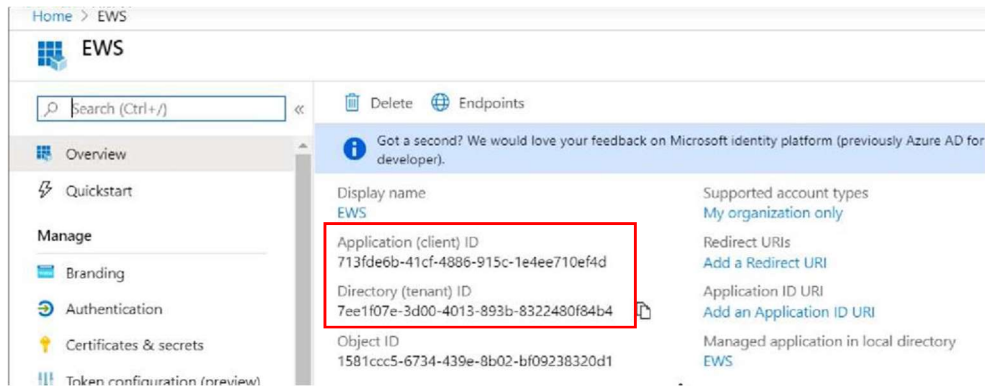 Home > EWS
EWS
Search (Ctrl+/)
«
Overview
Quickstart
Manage
Branding
Authentication
Certificates & secrets
Token configuration (preview)
Delete
Endpoints
Got a second? We would love your feedback on Microsoft identity platform (previously Azure AD for
developer).
Display name
EWS
Application (client) ID
713fde6b-41cf-4886-915c-1e4ee710ef4d
Directory (tenant) ID
7ee1f07e-3d00-4013-893b-8322480f84b4
Object ID
1581ccc5-6734-439e-8b02-bf09238320d1
Supported account types
My organization only
Redirect URIs
Add a Redirect URI
Application ID URI
Add an Application ID URI
Managed application in local directory
EWS